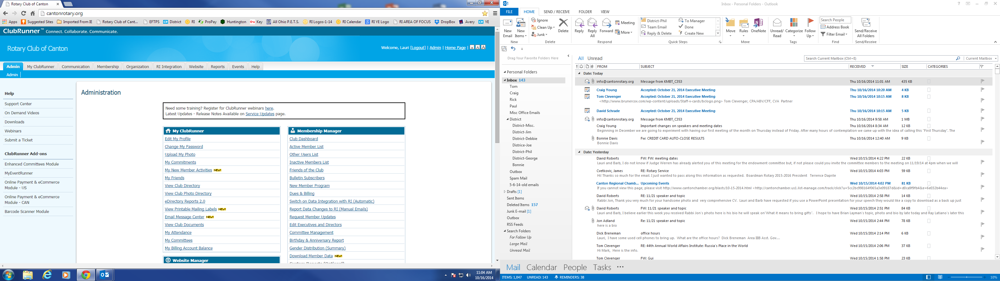 Rotary Club of Canton
cantonrotary.org
Apps Suggested Sites Imported From IE Rotary Club of Cant... EFTPS District RI ProPay Huntington Key All Ohio P.E.T.S. RI Logos-1-14 RI Calendar RI YE Logo RI AREA OF FOCUS DropBox Avery YE
ClubRunner™ Connect. Collaborate. Communicate.
Rotary Club of Canton
Welcome, Lauri [Logout] | Admin | Home Page | A A A
Admin My ClubRunner Communication Membership Organization RI Integration Website Reports Events Help
Admin
Help
Support Center
On Demand Videos
Downloads
Webinars
Submit a Ticket
ClubRunner Add-ons
Enhanced Committees Module
MyEventRunner
Online Payment & eCommerce
Module - US
Online Payment & eCommerce
Module - CAN
Barcode Scanner Module
Administration
Need some training? Register for ClubRunner webinars here.
Latest Updates - Release Notes Available on Service Updates page.
My ClubRunner
Edit My Profile
Change My Password
Upload My Photo
My Commitments
My New Member Activities NEW!
My Friends
View Club Directory
View Club Photo Directory
eDirectory Reports 2.0
View Printable Mailing Labels NEW!
Email Message Center NEW!
View Club Documents
My Attendance
My Committees
My Billing Account Balance
Website Manager
Membership Manager
Club Dashboard
Active Member List
Other Users List
Inactive Members List
Friends of the Club
Bulletin Subscribers
New Member Program
Dues & Billing
Switch on Data Integration with RI (Automatic)
Report Data Changes to RI (Manual Emails)
Request Member Updates
Edit Executives and Directors
Committee Management
Birthday & Anniversary Report
Gender Distribution (Summary)
Download Member Data NEW!
Custom Reports (Optional)
11:04 AM
10/16/2014
Inbox - Personal Folders - Outlook
FILE HOME SEND / RECEIVE FOLDER VIEW
New Email
New Items
New
Ignore
Clean Up
Junk
Delete
Delete
Reply
Reply All
Forward
Meeting
More
Respond
District-Phil
Team Email
Reply & Delete
To Manager
Done
Create New
Quick Steps
Move
Rules
OneNote
Move
Unread/ Read
Categorize
Follow Up
Tags
Search People
Address Book
Filter Email
Find
Send/Receive All Folders
Send/Receive
Drag Your Favorite Folders Here
Personal Folders
Inbox 143
Tom
Craig
Rick
Paul
Misc Office Emails
District
District-Misc.
District-Jim
District-Debbie
Districe-Joe
District-Phil
District-George
Bonnie
Outbox
Spam Mail
5-6-14-old emails
Drafts [1]
Sent Items
Deleted Items 157
Junk E-mail [1]
Outbox
RSS Feeds
Search Folders
For Follow Up
Large Mail
Unread Mail
All Unread
Search Current Mailbox (Ctrl+E) Current Mailbox
FROM SUBJECT RECEIVED SIZE CATEGORIES
Date: Today
info@cantonrotary.org Message from KMBT_C353 Thu 10/16/2014 11:01 AM 435 KB
Craig Young Accepted: October 21, 2014 Executive Meeting Thu 10/16/2014 10:20 AM 4 KB
Tom Clevenger Accepted: October 21, 2014 Executive Meeting Thu 10/16/2014 10:15 AM 8 KB
<http://www.brunercox.com/wp-content/uploads/Staff-v-cards/bclogo.png> Tom Clevenger, CPA/ABV/CFF, CVA Partner
David Schrade Accepted: October 21, 2014 Executive Meeting Thu 10/16/2014 10:15 AM 5 KB
info@cantonrotary.org Message from KMBT_C353 Thu 10/16/2014 9:58 AM 1 MB
Craig Young Important changes on speakers and meeting dates Thu 10/16/2014 8:34 AM 12 KB
Beginning in December we are going to experiment with having our first meeting of the month on Thursday instead of Friday. After many hours of contemplation we came up with the idea of calling this "First Thursday". The
Bonnie Davis Fw: CREDIT CARD AUTO-CLOSE RESULTS Thu 10/16/2014 12:40 AM 9 KB
Bonnie Davis
Date: Yesterday
David Roberts FW: FW: meeting dates Wed 10/15/2014 4:22 PM 22 KB
Lauri and Barb, I do not know if Judge Werren has already alerted you of this meeting for the endowment committee but, if not please could you invite the committee members to the meeting on 11/19/14 at 4pm when we will
Cvetkovic, James RE: Rotary Service Wed 10/15/2014 4:03 PM 59 KB
Hi! Thanks so much for the email. I just wanted to pass along this information as requested. Boardman Rotary 2015-2016 President Terrence Daprile
Canton Regional Chamb... Upcoming Events Wed 10/15/2014 4:02 PM 81 KB
If you cannot view this page, please visit http://www.cantonchamber.org/blasts/10-15-2014.html <http://cantonchamber.us1.list-manage.com/track/click?u=5cc2bc998164f065a3e09187d&id=d0ca9f9fb4&e=6e032b44ea>
David Roberts RE: 11/21 speaker and topic Wed 10/15/2014 2:58 PM 14 KB
Rabbi Jon, Thank you very much for your handsome photo and very comprehensive CV. Lauri and Barb have requested if you use a PowerPoint presentation for your speech they would like a copy to download as a back up just
David Roberts FW: 11/21 speaker and topic Wed 10/15/2014 2:51 PM 84 KB
Lauri and Barb, I believe earlier this week you received Rabbi Jon's photo here is his bio he will speak on"What it means to bring gifts". I hope to have Brian Layman's topic, photo and bio by late today and Ray Latiano's later this
Jon Adland Re: 11/21 speaker and topic Wed 10/15/2014 2:44 PM 78 KB
here is a bio
Dick Breneman office hours Wed 10/15/2014 2:14 PM 6 KB
Lauri, I have some used cell phones to bring up. What are the office hours? Dick Breneman Area IIIB Asst. Gov....
Tom Clevenger RE: 44th Annual World Affairs Institute: Russia's Place in the World Wed 10/15/2014 2:06 PM 37 KB
Hi Mark, Here is the info.
Tom Clevenger FW: Gui Wed 10/15/2014 1:58 PM 23 KB
Mail Calendar People Tasks ...
ITEMS: 1,047 UNREAD: 143 REMINDERS: 38 10%